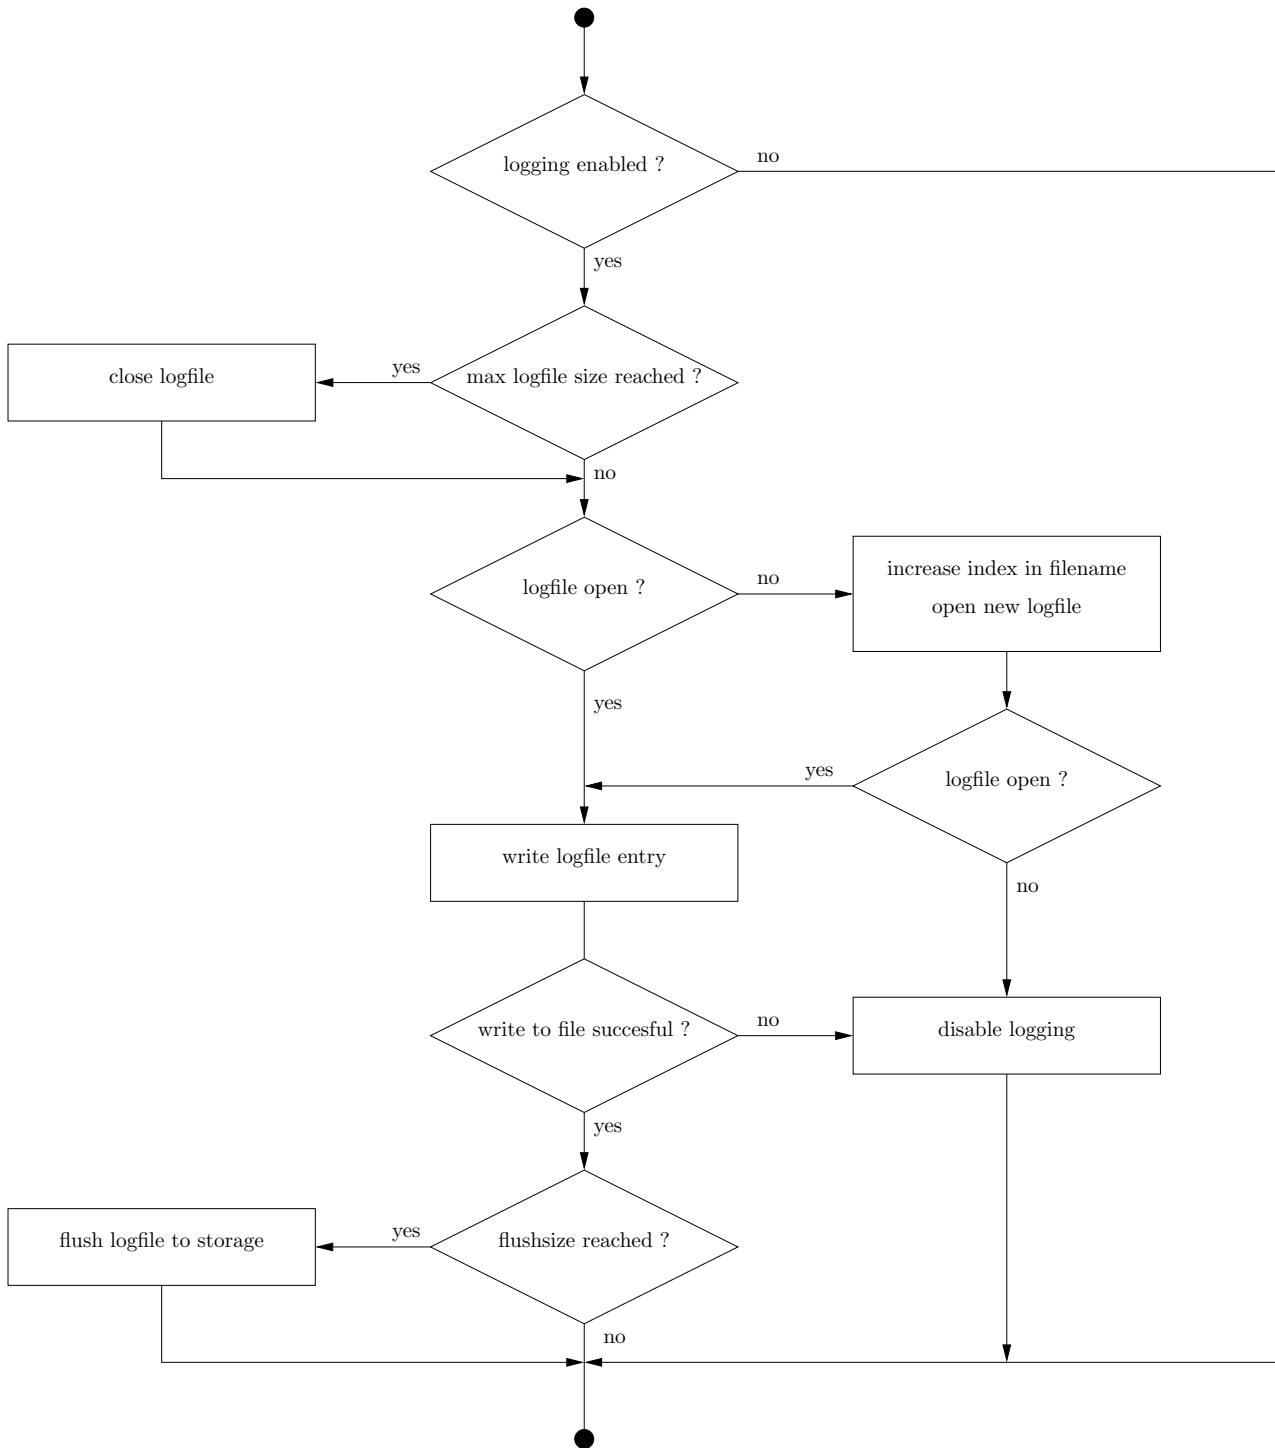 logging enabled ?
no
yes
max logfile size reached ?
yes
close logfile
no
logfile open ?
no
increase index in filename
open new logfile
yes
logfile open ?
yes
no
write logfile entry
write to file succesful ?
no
disable logging
yes
flushsize reached ?
yes
flush logfile to storage
no